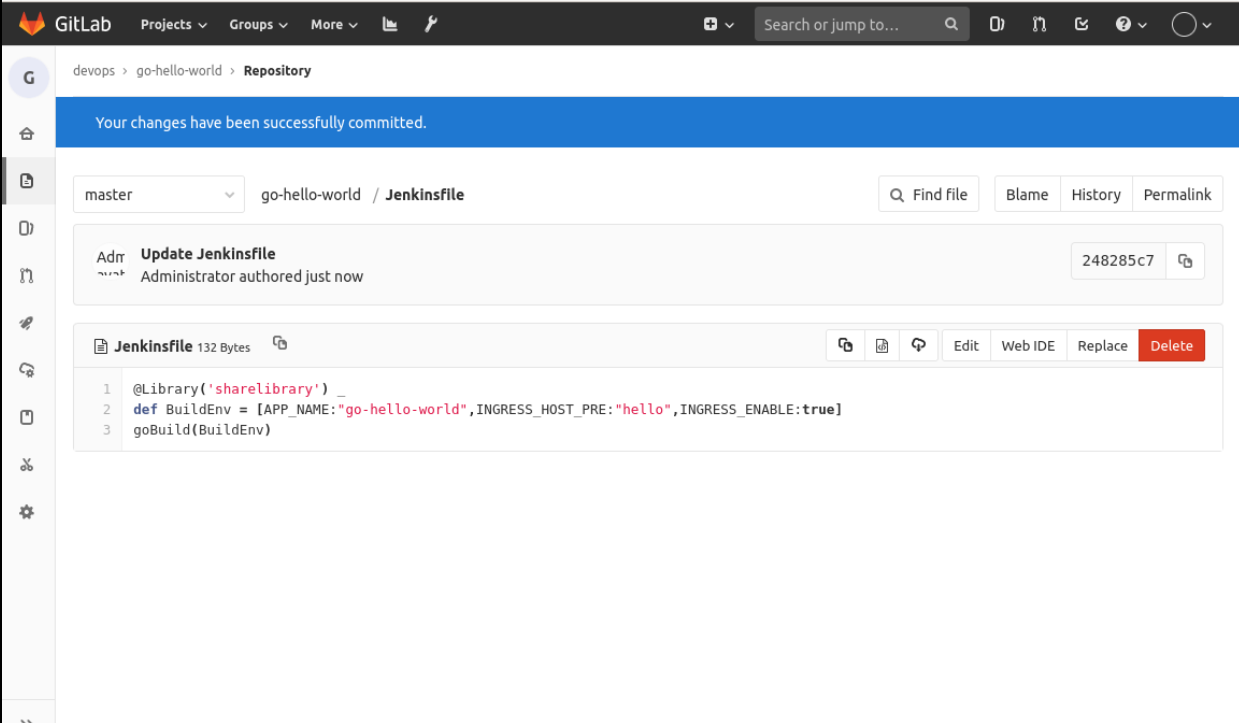 GitLab Projects Groups More Search or jump to...
G
devops > go-hello-world > Repository
Your changes have been successfully committed.
master go-hello-world / Jenkinsfile Find file Blame History Permalink
Update Jenkinsfile
Administrator authored just now
248285c7
Jenkinsfile 132 Bytes Edit Web IDE Replace Delete
1 @Library('sharelibrary') _
2 def BuildEnv = [APP_NAME:"go-hello-world",INGRESS_HOST_PRE:"hello",INGRESS_ENABLE:true]
3 goBuild(BuildEnv)